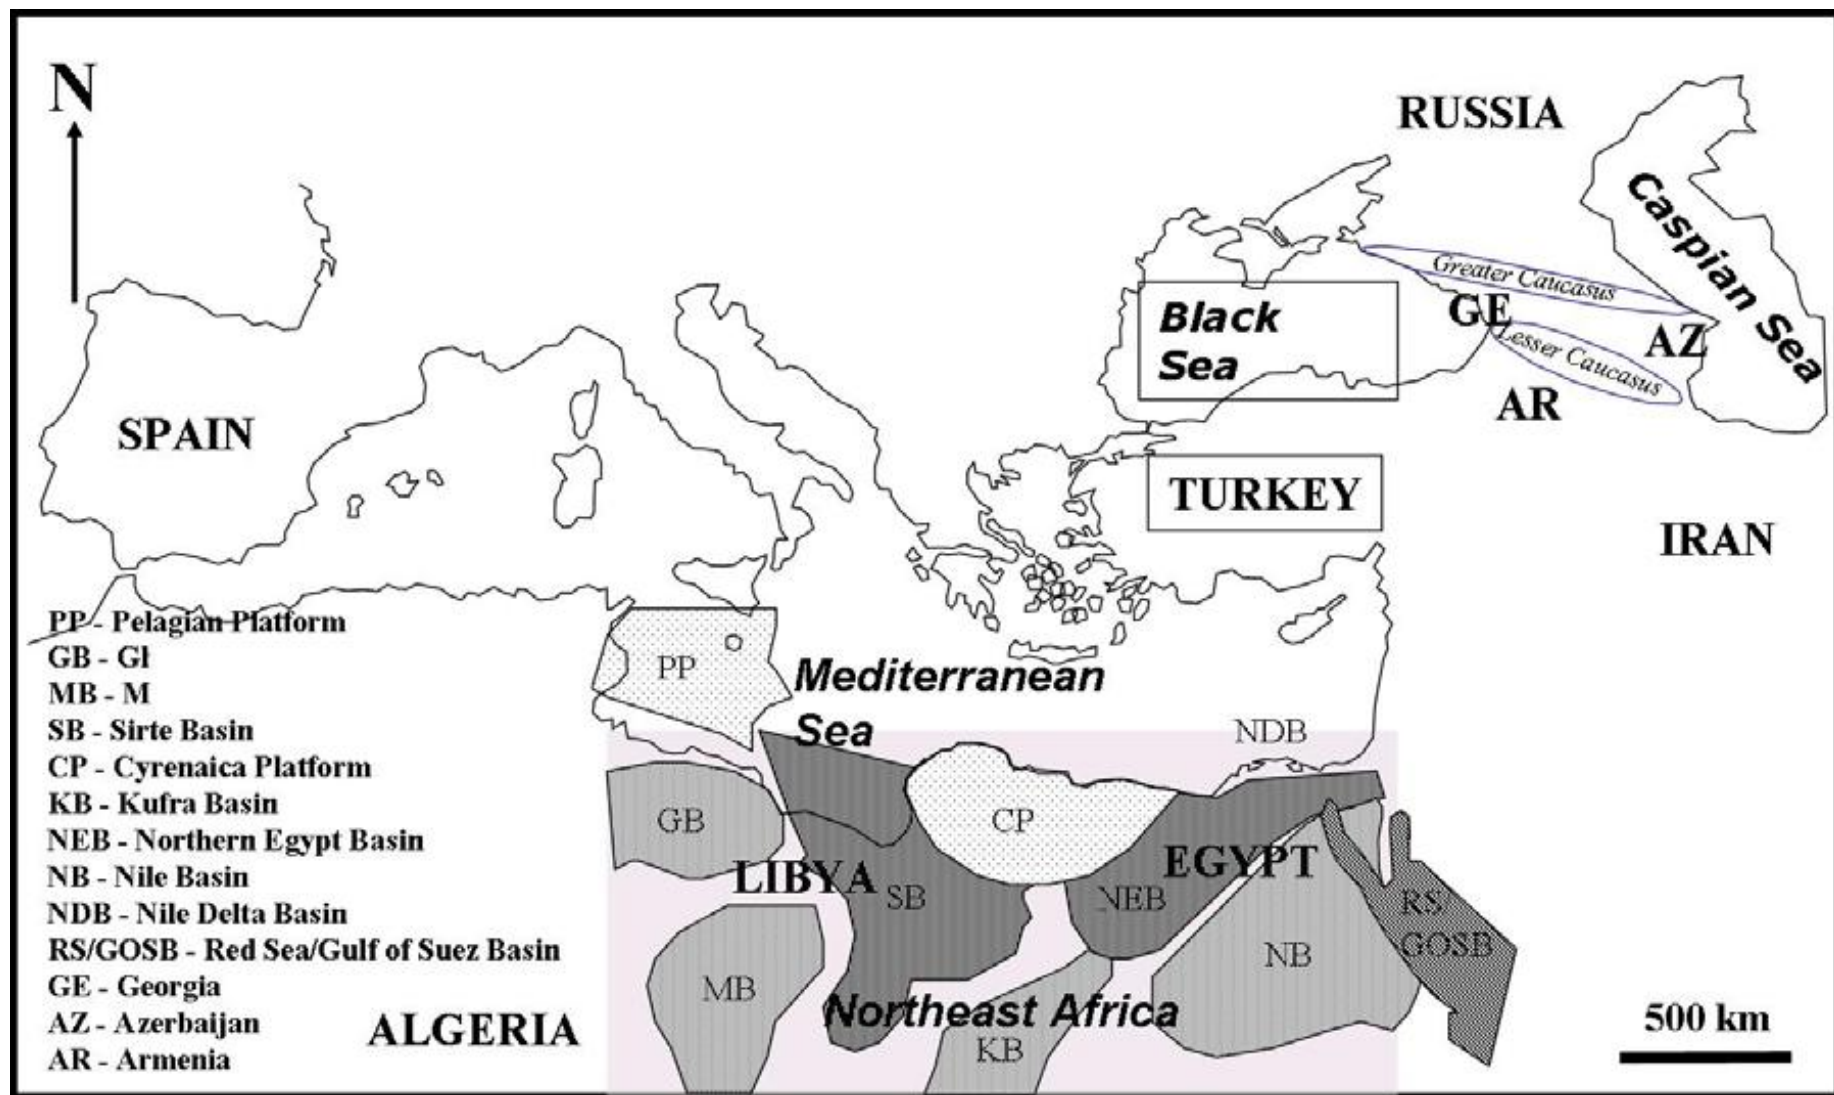 N
RUSSIA
Caspian Sea
Greater Caucasus
GE
Black
Sea
AZ
Lesser Caucasus
AR
SPAIN
TURKEY
IRAN
PP - Pelagian Platform
GB - Gl
MB - M
SB - Sirte Basin
CP - Cyrenaica Platform
KB - Kufra Basin
NEB - Northern Egypt Basin
NB - Nile Basin
NDB - Nile Delta Basin
RS/GOSB - Red Sea/Gulf of Suez Basin
GE - Georgia
AZ - Azerbaijan
AR - Armenia
PP
Mediterranean
Sea
NDB
GB
CP
LIBYA
EGYPT
SB
NEB
RS/
GOSB
NB
MB
Northeast Africa
KB
ALGERIA
500 km